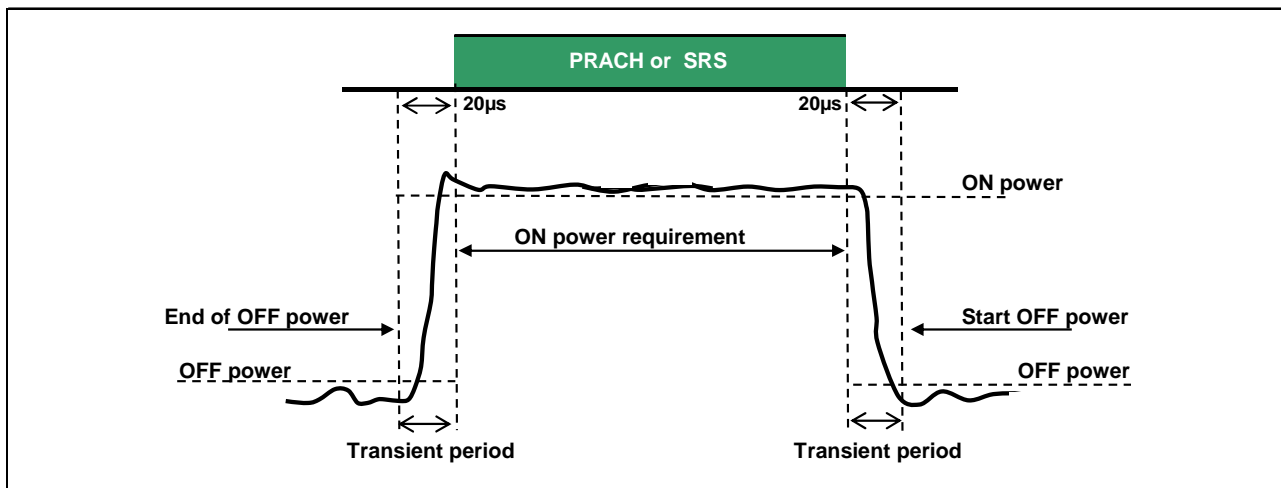 PRACH or SRS
20µs 20µs
ON power
ON power requirement
End of OFF power Start OFF power
OFF power OFF power
Transient period Transient period